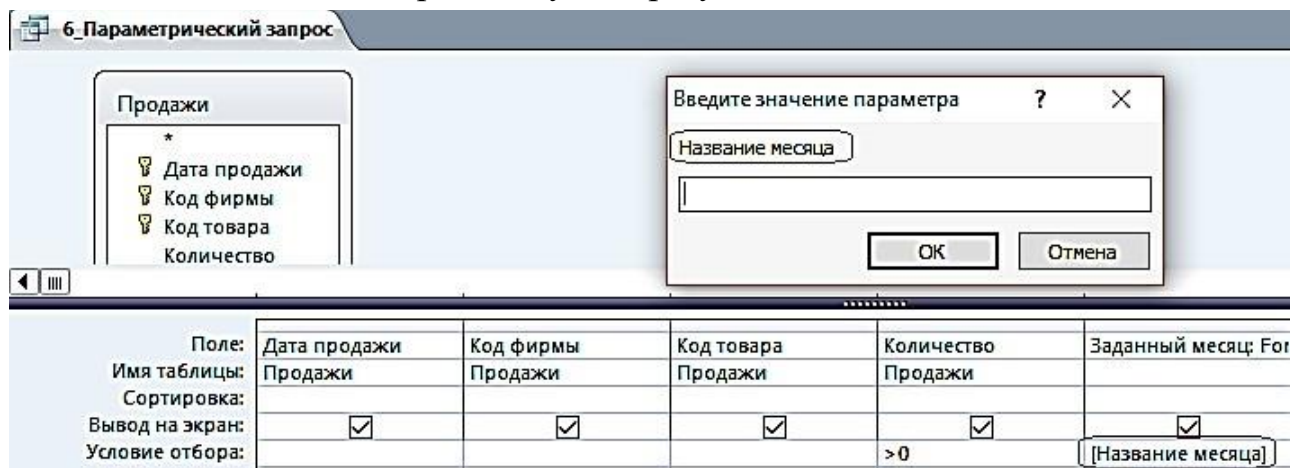 6_Параметрический запрос
Продажи
*
Дата продажи
Код фирмы
Код товара
Количество
Введите значение параметра ? ×
Название месяца
ОК Отмена
Поле: Дата продажи Код фирмы Код товара Количество Заданный месяц: For
Имя таблицы: Продажи Продажи Продажи Продажи
Сортировка:
Вывод на экран:
Условие отбора: >0 [Название месяца]